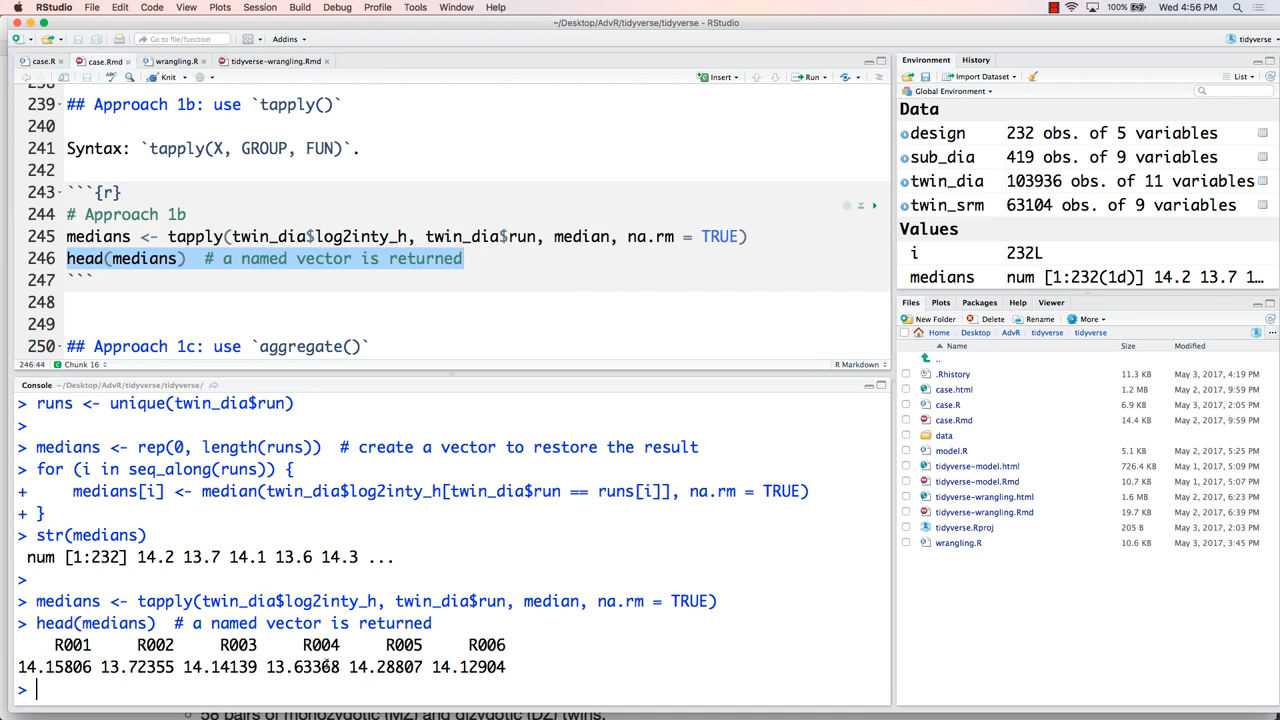 RStudio File Edit View Plots Session Build Debug Profile Tools Window Help 100% Wed 4:56 PM
~/Desktop/AdvR/tidyverse/tidyverse - RStudio
Go to file/function Addins tidyverse
case.R case.Rmd wrangling.R tidyverse-wrangling.Rmd
ABC Knit Insert Run
238
239 ## Approach 1b: use `tapply()`
240
241 Syntax: `tapply(X, GROUP, FUN)`.
242
243 ```{r}
244 # Approach 1b
245 medians <- tapply(twin_dia$log2inty_h, twin_dia$run, median, na.rm = TRUE)
246 head(medians)  # a named vector is returned
247 ```
248
249
250 ## Approach 1c: use `aggregate()`
246:44 Chunk 16 R Markdown
Console ~/Desktop/AdvR/tidyverse/tidyverse/
> runs <- unique(twin_dia$run)
>
> medians <- rep(0, length(runs))  # create a vector to restore the result
> for (i in seq_along(runs)) {
+     medians[i] <- median(twin_dia$log2inty_h[twin_dia$run == runs[i]], na.rm = TRUE)
+ }
> str(medians)
 num [1:232] 14.2 13.7 14.1 13.6 14.3 ...
>
> medians <- tapply(twin_dia$log2inty_h, twin_dia$run, median, na.rm = TRUE)
> head(medians)  # a named vector is returned
R001 R002 R003 R004 R005 R006
14.15806 13.72355 14.14139 13.63368 14.28807 14.12904
>
Environment History
Import Dataset List
Global Environment
Data
design 232 obs. of 5 variables
sub_dia 419 obs. of 9 variables
twin_dia 103936 obs. of 11 variables
twin_srm 63104 obs. of 9 variables
Values
i 232L
medians num [1:232(1d)] 14.2 13.7 1...
Files Plots Packages Help Viewer
New Folder Delete Rename More
Home Desktop AdvR tidyverse tidyverse ...
Name Size Modified
..
.Rhistory 11.3 KB May 3, 2017, 4:19 PM
case.html 1.2 MB May 2, 2017, 9:59 PM
case.R 6.9 KB May 3, 2017, 2:05 PM
case.Rmd 14.4 KB May 2, 2017, 9:59 PM
data
model.R 5.1 KB May 2, 2017, 5:25 PM
tidyverse-model.html 726.4 KB May 1, 2017, 5:09 PM
tidyverse-model.Rmd 10 KB May 1, 2017, 5:07 PM
tidyverse-wrangling.html 1.6 MB May 2, 2017, 6:23 PM
tidyverse-wrangling.Rmd 19.7 KB May 2, 2017, 6:39 PM
tidyverse.Rproj 205 B May 3, 2017, 2:03 PM
wrangling.R 10.6 KB May 3, 2017, 3:45 PM
58 pairs of monozygotic (MZ) and dizygotic (DZ) twins.